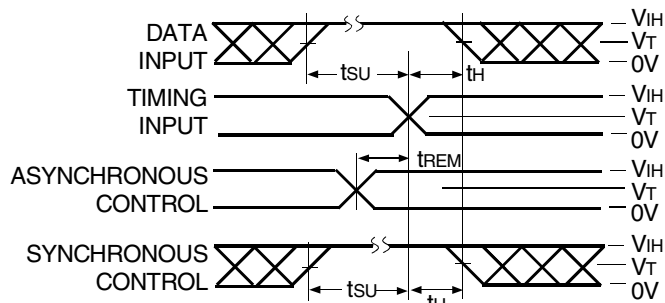 DATA
INPUT
tSU
tH
VIH
VT
0V
TIMING
INPUT
VIH
VT
0V
tREM
ASYNCHRONOUS
CONTROL
VIH
VT
0V
SYNCHRONOUS
CONTROL
tSU
tH
VIH
VT
0V